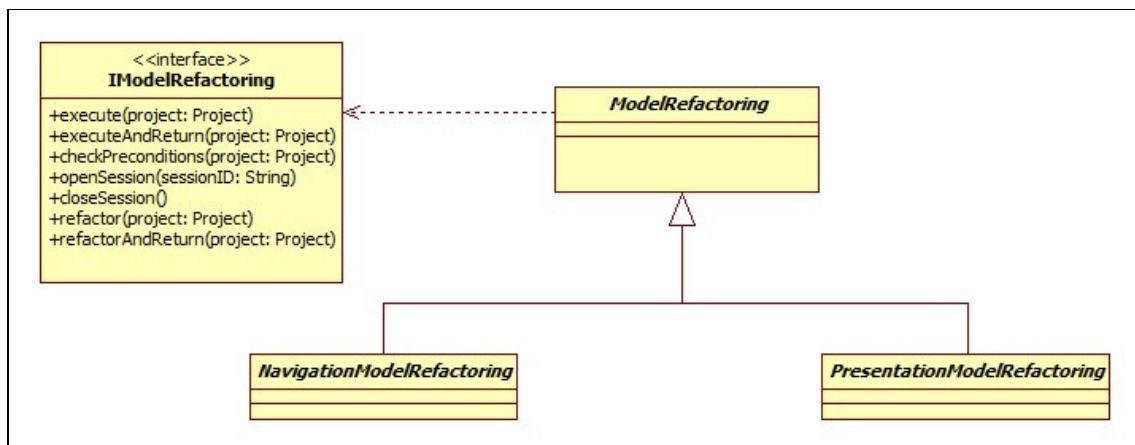 <<interface>>
IModelRefactoring
+execute(project: Project)
+executeAndReturn(project: Project)
+checkPreconditions(project: Project)
+openSession(sessionID: String)
+closeSession()
+refactor(project: Project)
+refactorAndReturn(project: Project)
ModelRefactoring
NavigationModelRefactoring
PresentationModelRefactoring